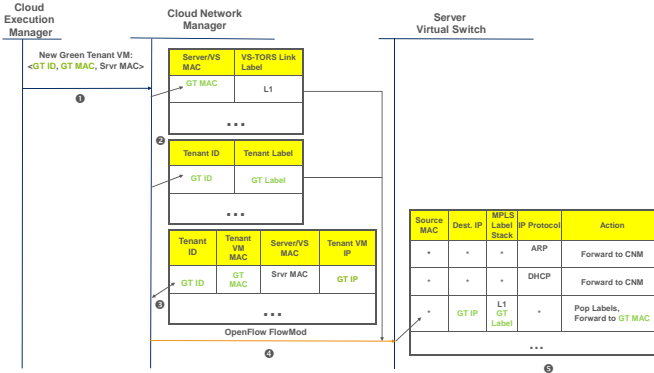 Cloud
Execution
Manager
Cloud Network
Manager
Server
Virtual Switch
New Green Tenant VM:
<GT ID, GT MAC, Srvr MAC>
❶
Server/VS
MAC
VS-TORS Link
Label
GT MAC
L1
...
❷
Tenant ID
Tenant Label
GT ID
GT Label
...
Tenant
ID
Tenant
VM
MAC
Server/VS
MAC
Tenant VM
IP
GT ID
GT
MAC
Srvr MAC
GT IP
...
❸
OpenFlow FlowMod
❹
Source
MAC
Dest. IP
MPLS
Label
Stack
IP Protocol
Action
*
*
*
ARP
Forward to CNM
*
*
*
DHCP
Forward to CNM
*
GT IP
L1
GT
Label
*
Pop Labels,
Forward to GT MAC
...
❺